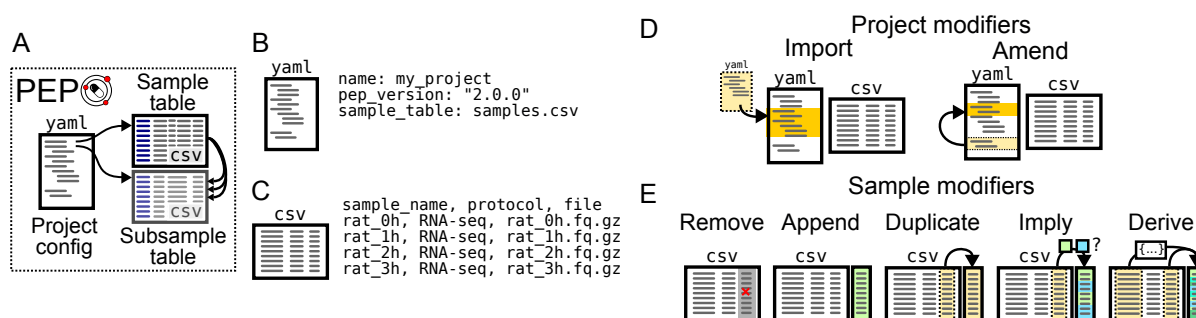 A
PEP
Sample
table
yaml
csv
csv
Project
config
Subsample
table
B
yaml
name: my_project
pep_version: "2.0.0"
sample_table: samples.csv
C
csv
sample_name, protocol, file
rat_0h, RNA-seq, rat_0h.fq.gz
rat_1h, RNA-seq, rat_1h.fq.gz
rat_2h, RNA-seq, rat_2h.fq.gz
rat_3h, RNA-seq, rat_3h.fq.gz
D
Project modifiers
Import
Amend
yaml
yaml
csv
yaml
csv
E
Sample modifiers
Remove
Append
Duplicate
Imply
Derive
csv
csv
csv
csv
?
csv
{...}